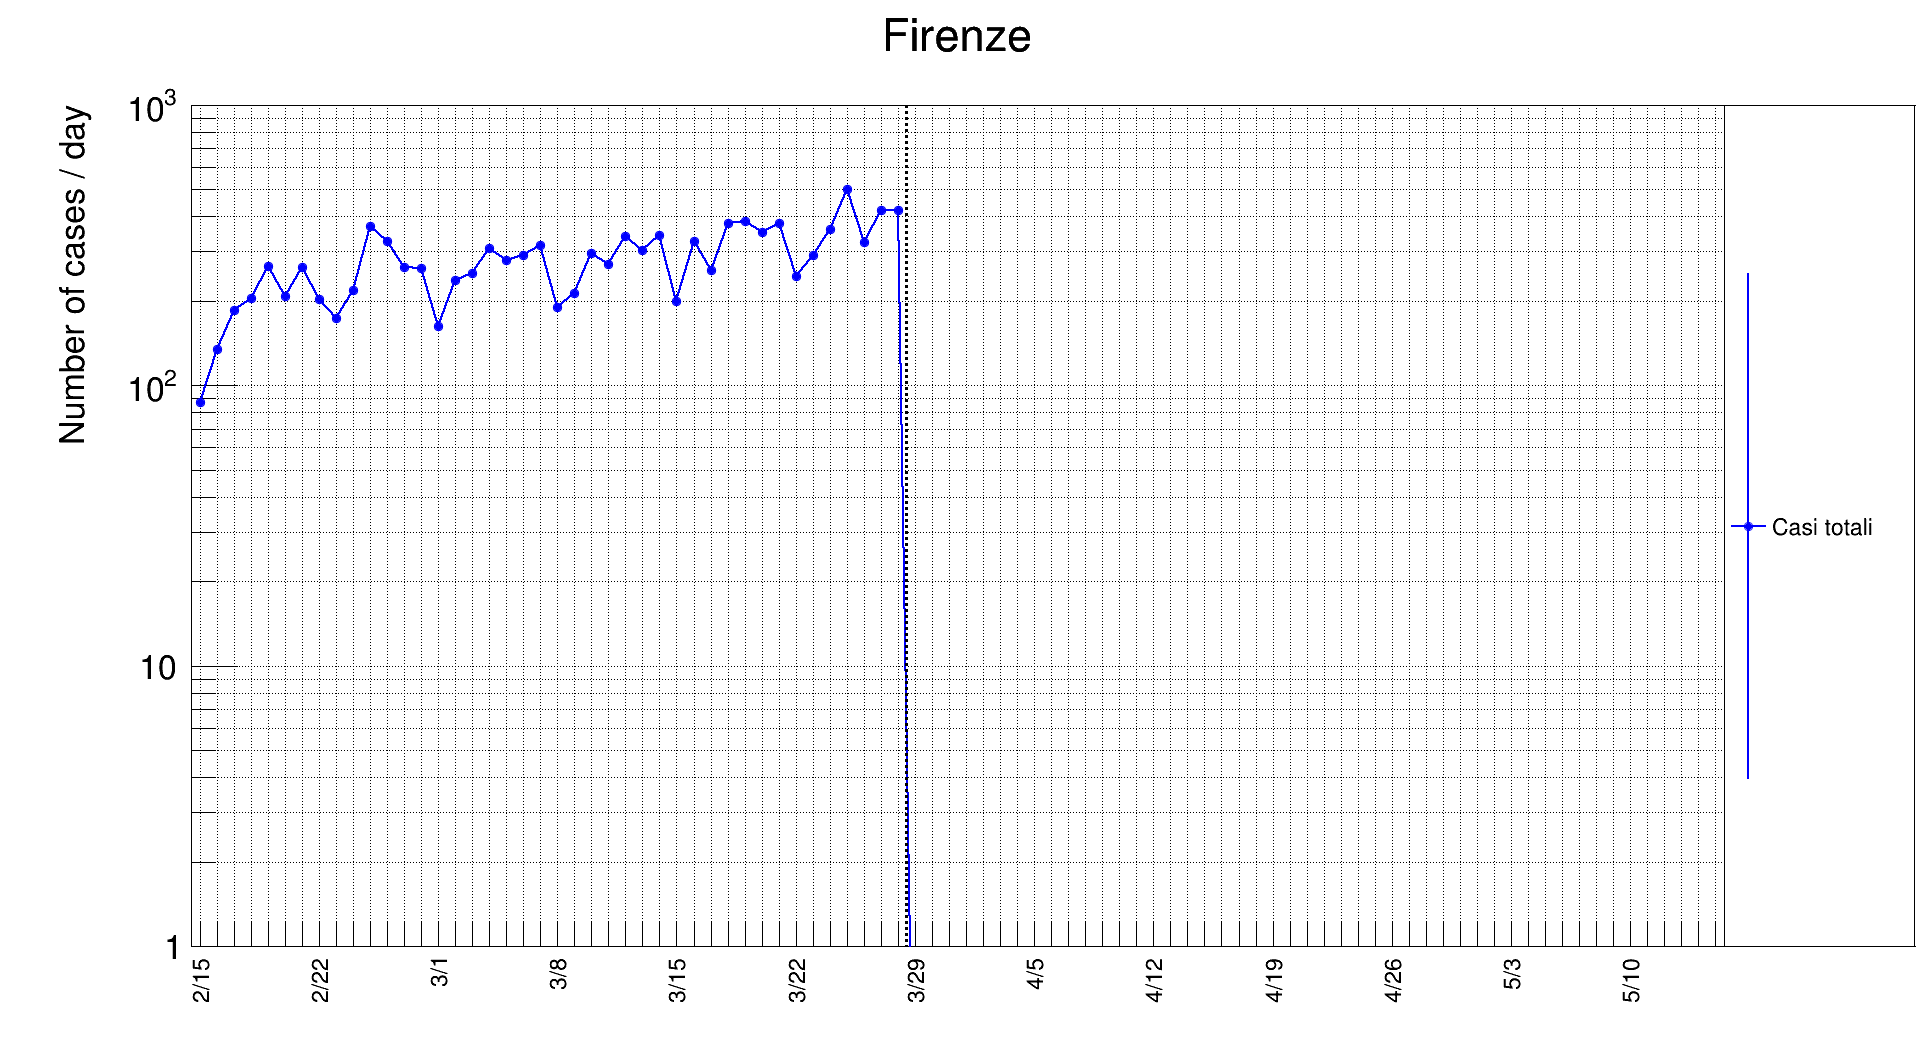 Firenze
Number of cases / day
10³
10²
10
1
2/15 2/22 3/1 3/8 3/15 3/22 3/29 4/5 4/12 4/19 4/26 5/3 5/10
Casi totali